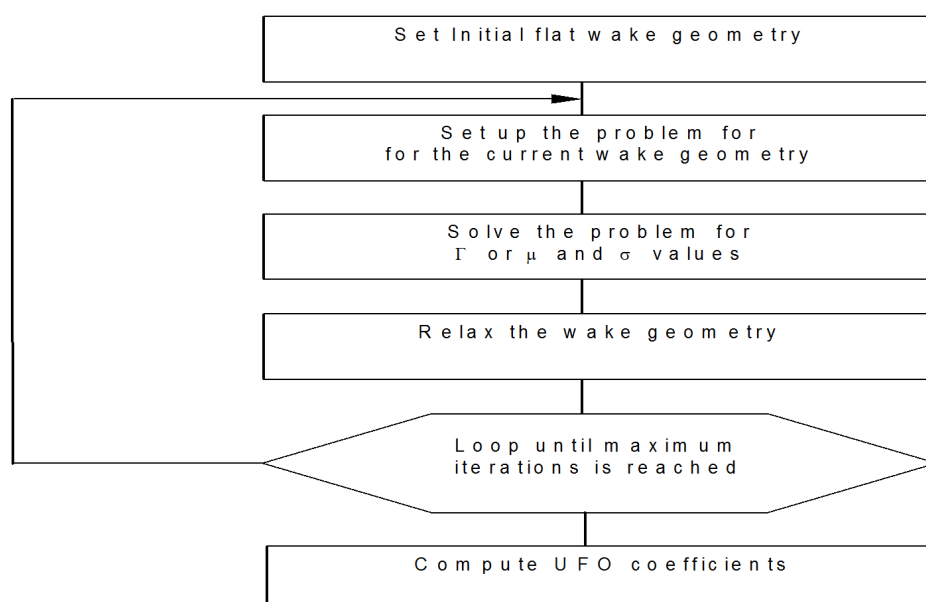 Set Initial flat wake geometry
Setup the problem for
for the current wake geometry
Solve the problem for
Γ or μ and σ values
Relax the wake geometry
Loop until maximum
iterations is reached
Compute UFO coefficients